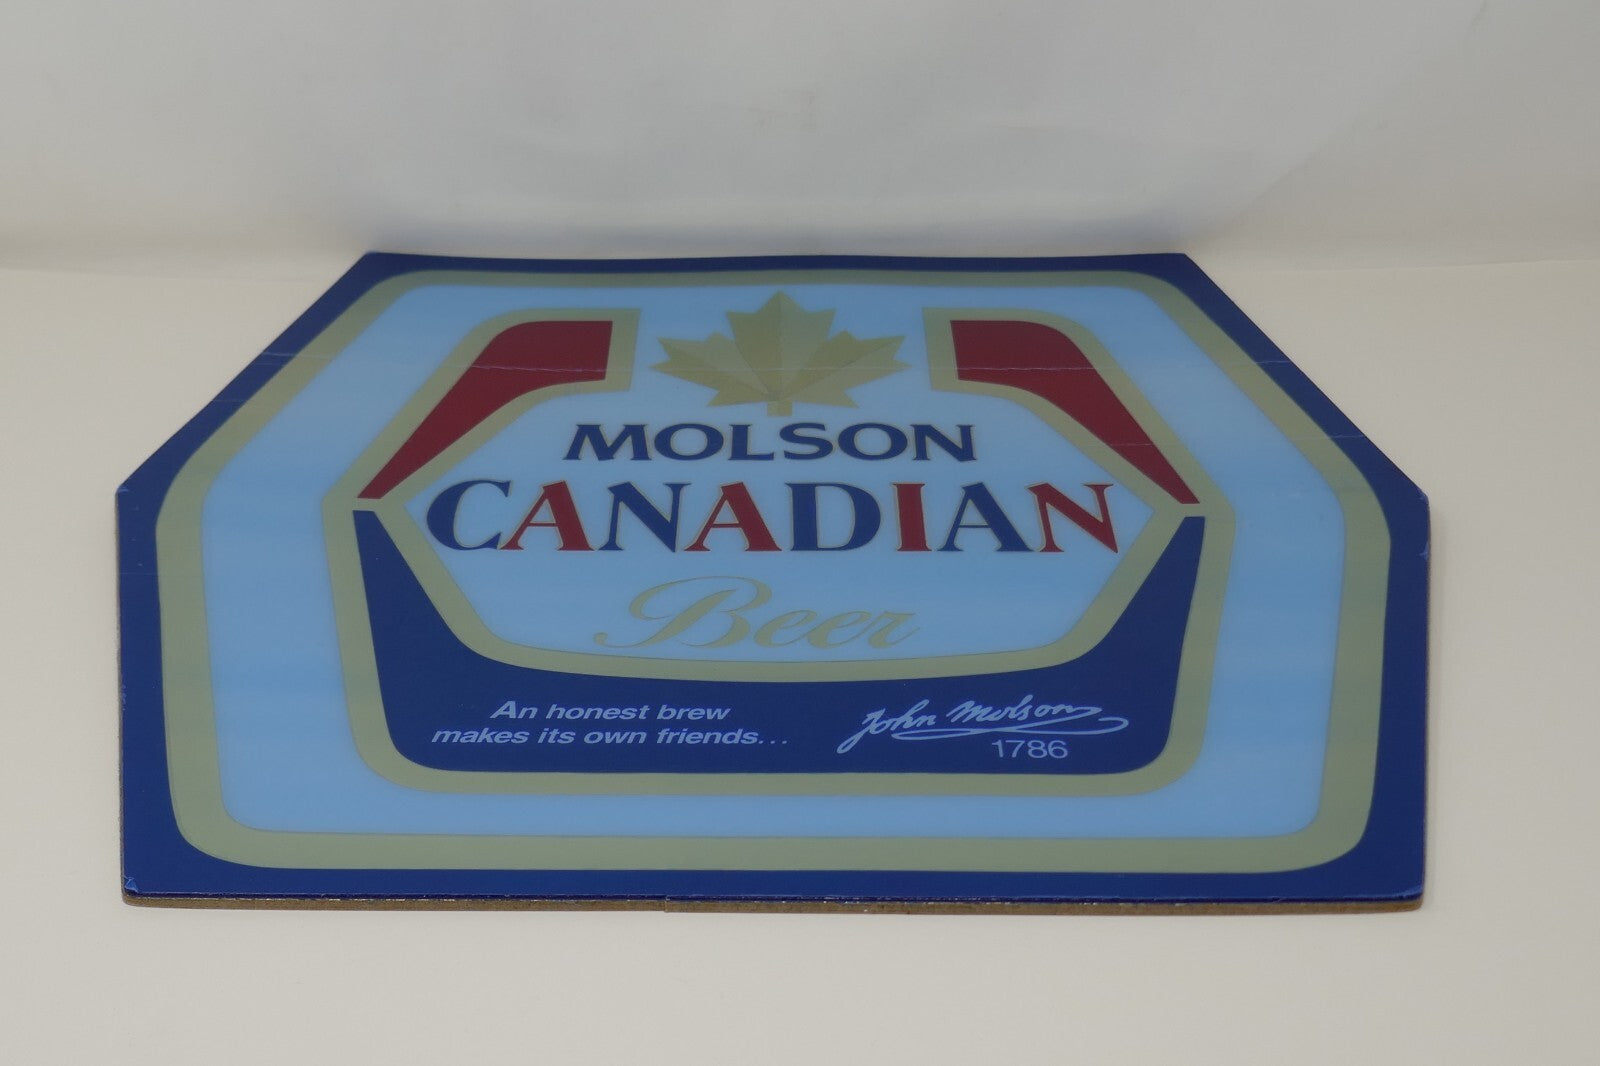 MOLSON
CANADIAN
Beer
An honest brew
makes its own friends...
John Molson
1786